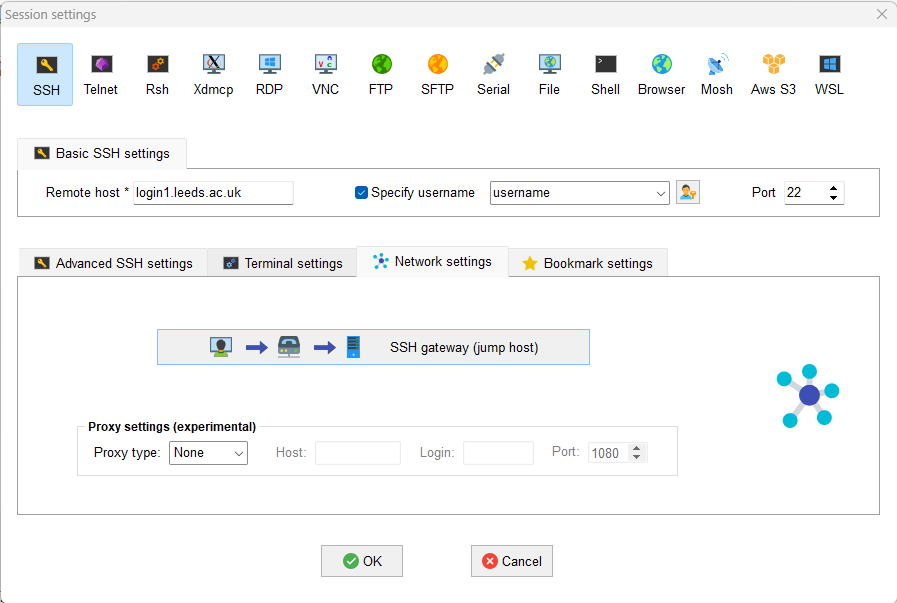 Session settings
SSH Telnet Rsh Xdmcp RDP VNC FTP SFTP Serial File Shell Browser Mosh Aws S3 WSL
Basic SSH settings
Remote host * login1.leeds.ac.uk Specify username username Port 22
Advanced SSH settings Terminal settings Network settings Bookmark settings
SSH gateway (jump host)
Proxy settings (experimental)
Proxy type: None Host: Login: Port: 1080
OK Cancel